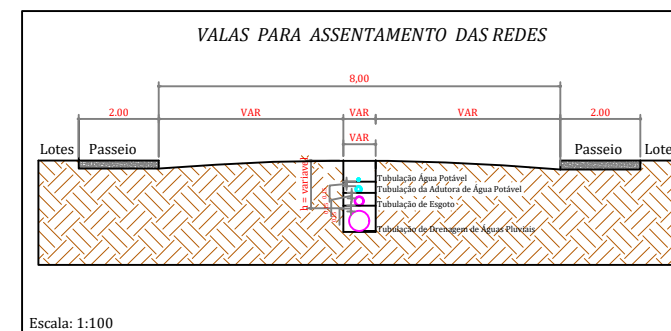 VALAS PARA ASSENTAMENTO DAS REDES
8,00
2.00 VAR VAR VAR 2.00
VAR
Lotes Passeio Passeio Lote
h = variavel
Tubulação Água Potável
Tubulação da Adutora de Água Potável
Tubulação de Esgoto
Tubulação de Drenagem de Águas Pluviais
Escala: 1:100